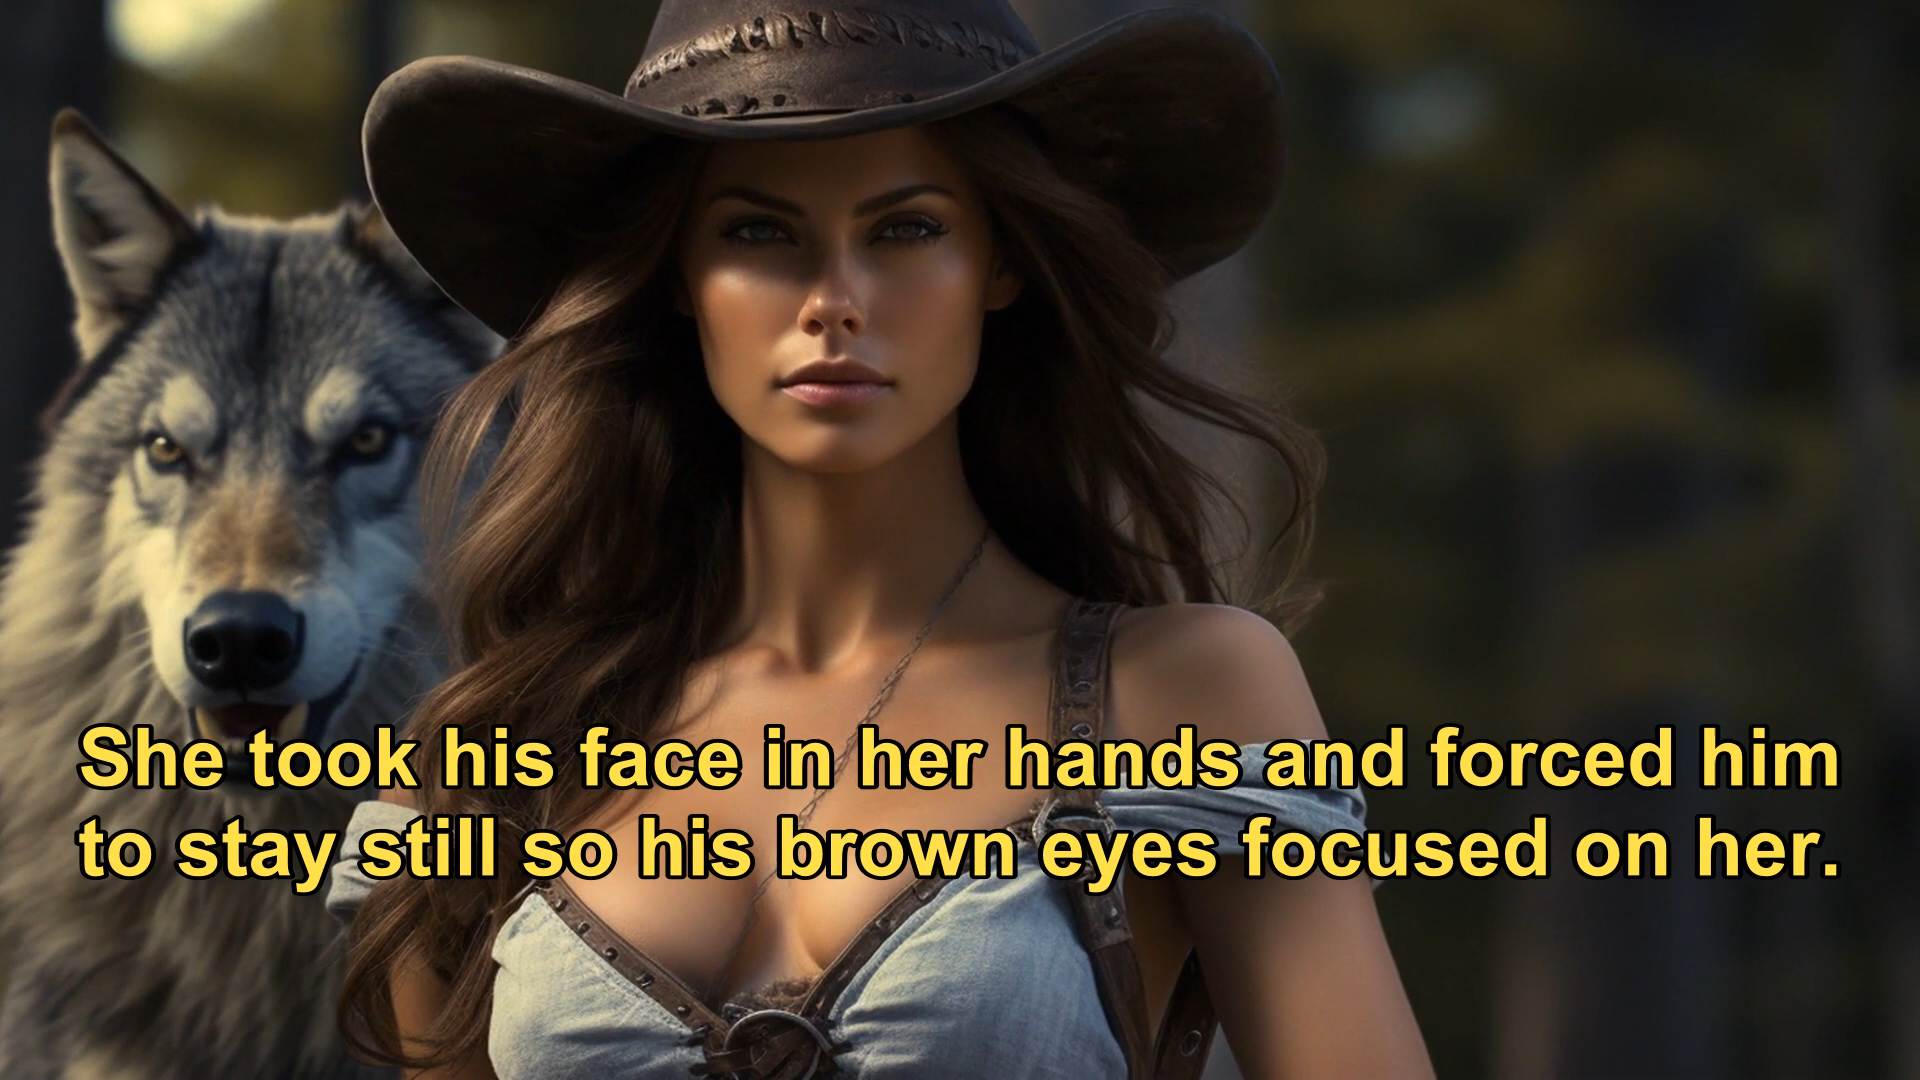 She took his face in her hands and forced him
to stay still so his brown eyes focused on her.